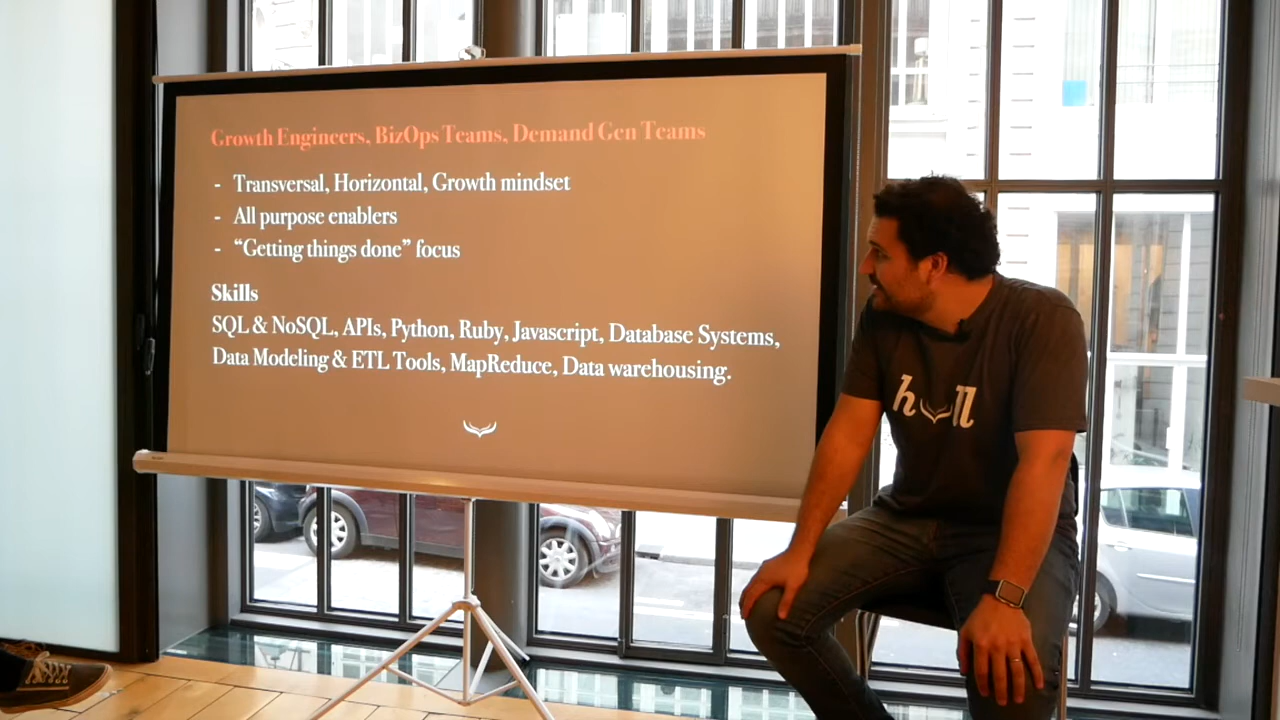 Growth Engineers, BizOps Teams, Demand Gen Teams
- Transversal, Horizontal, Growth mindset
- All purpose enablers
- “Getting things done” focus
Skills
SQL & NoSQL, APIs, Python, Ruby, Javascript, Database Systems,
Data Modeling & ETL Tools, MapReduce, Data warehousing.
hull